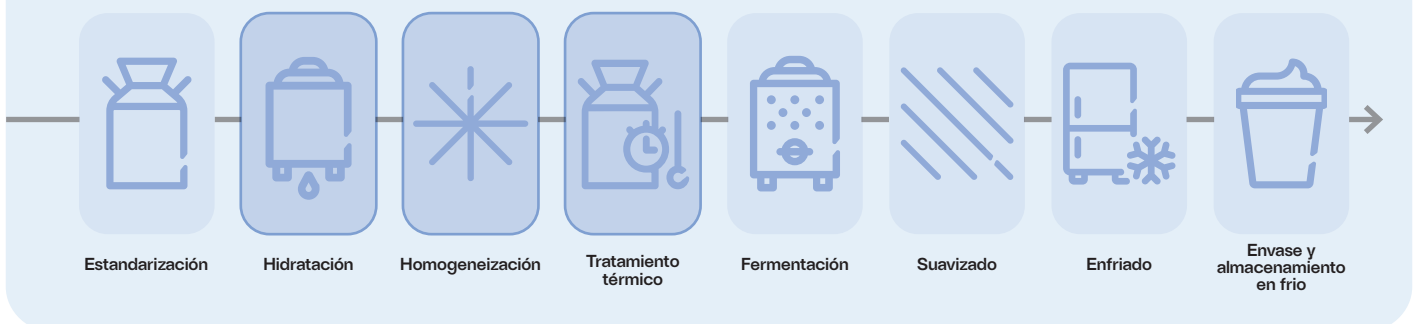 Estandarización
Hidratación
Homogeneización
Tratamiento
térmico
Fermentación
Suavizado
Enfriado
Envase y
almacenamiento
en frio